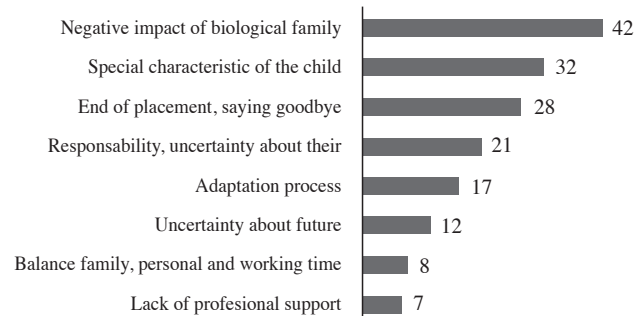 Negative impact of biological family 42
Special characteristic of the child 32
End of placement, saying goodbye 28
Responsability, uncertainty about their 21
Adaptation process 17
Uncertainty about future 12
Balance family, personal and working time 8
Lack of profesional support 7